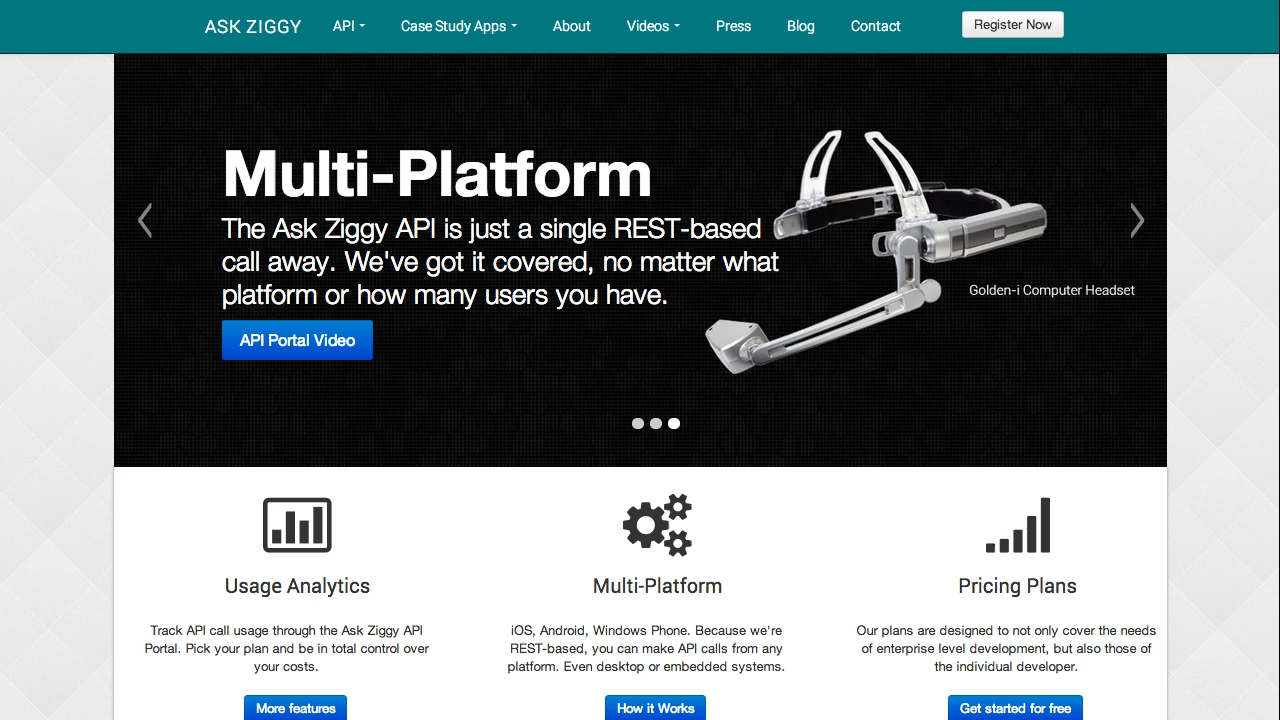 ASK ZIGGY API Case Study Apps About Videos Press Blog Contact Register Now
Multi-Platform
The Ask Ziggy API is just a single REST-based
call away. We've got it covered, no matter what
platform or how many users you have.
Golden-i Computer Headset
API Portal Video
Usage Analytics
Track API call usage through the Ask Ziggy API
Portal. Pick your plan and be in total control over
your costs.
More features
Multi-Platform
iOS, Android, Windows Phone. Because we're
REST-based, you can make API calls from any
platform. Even desktop or embedded systems.
How it Works
Pricing Plans
Our plans are designed to not only cover the needs
of enterprise level development, but also those of
the individual developer.
Get started for free